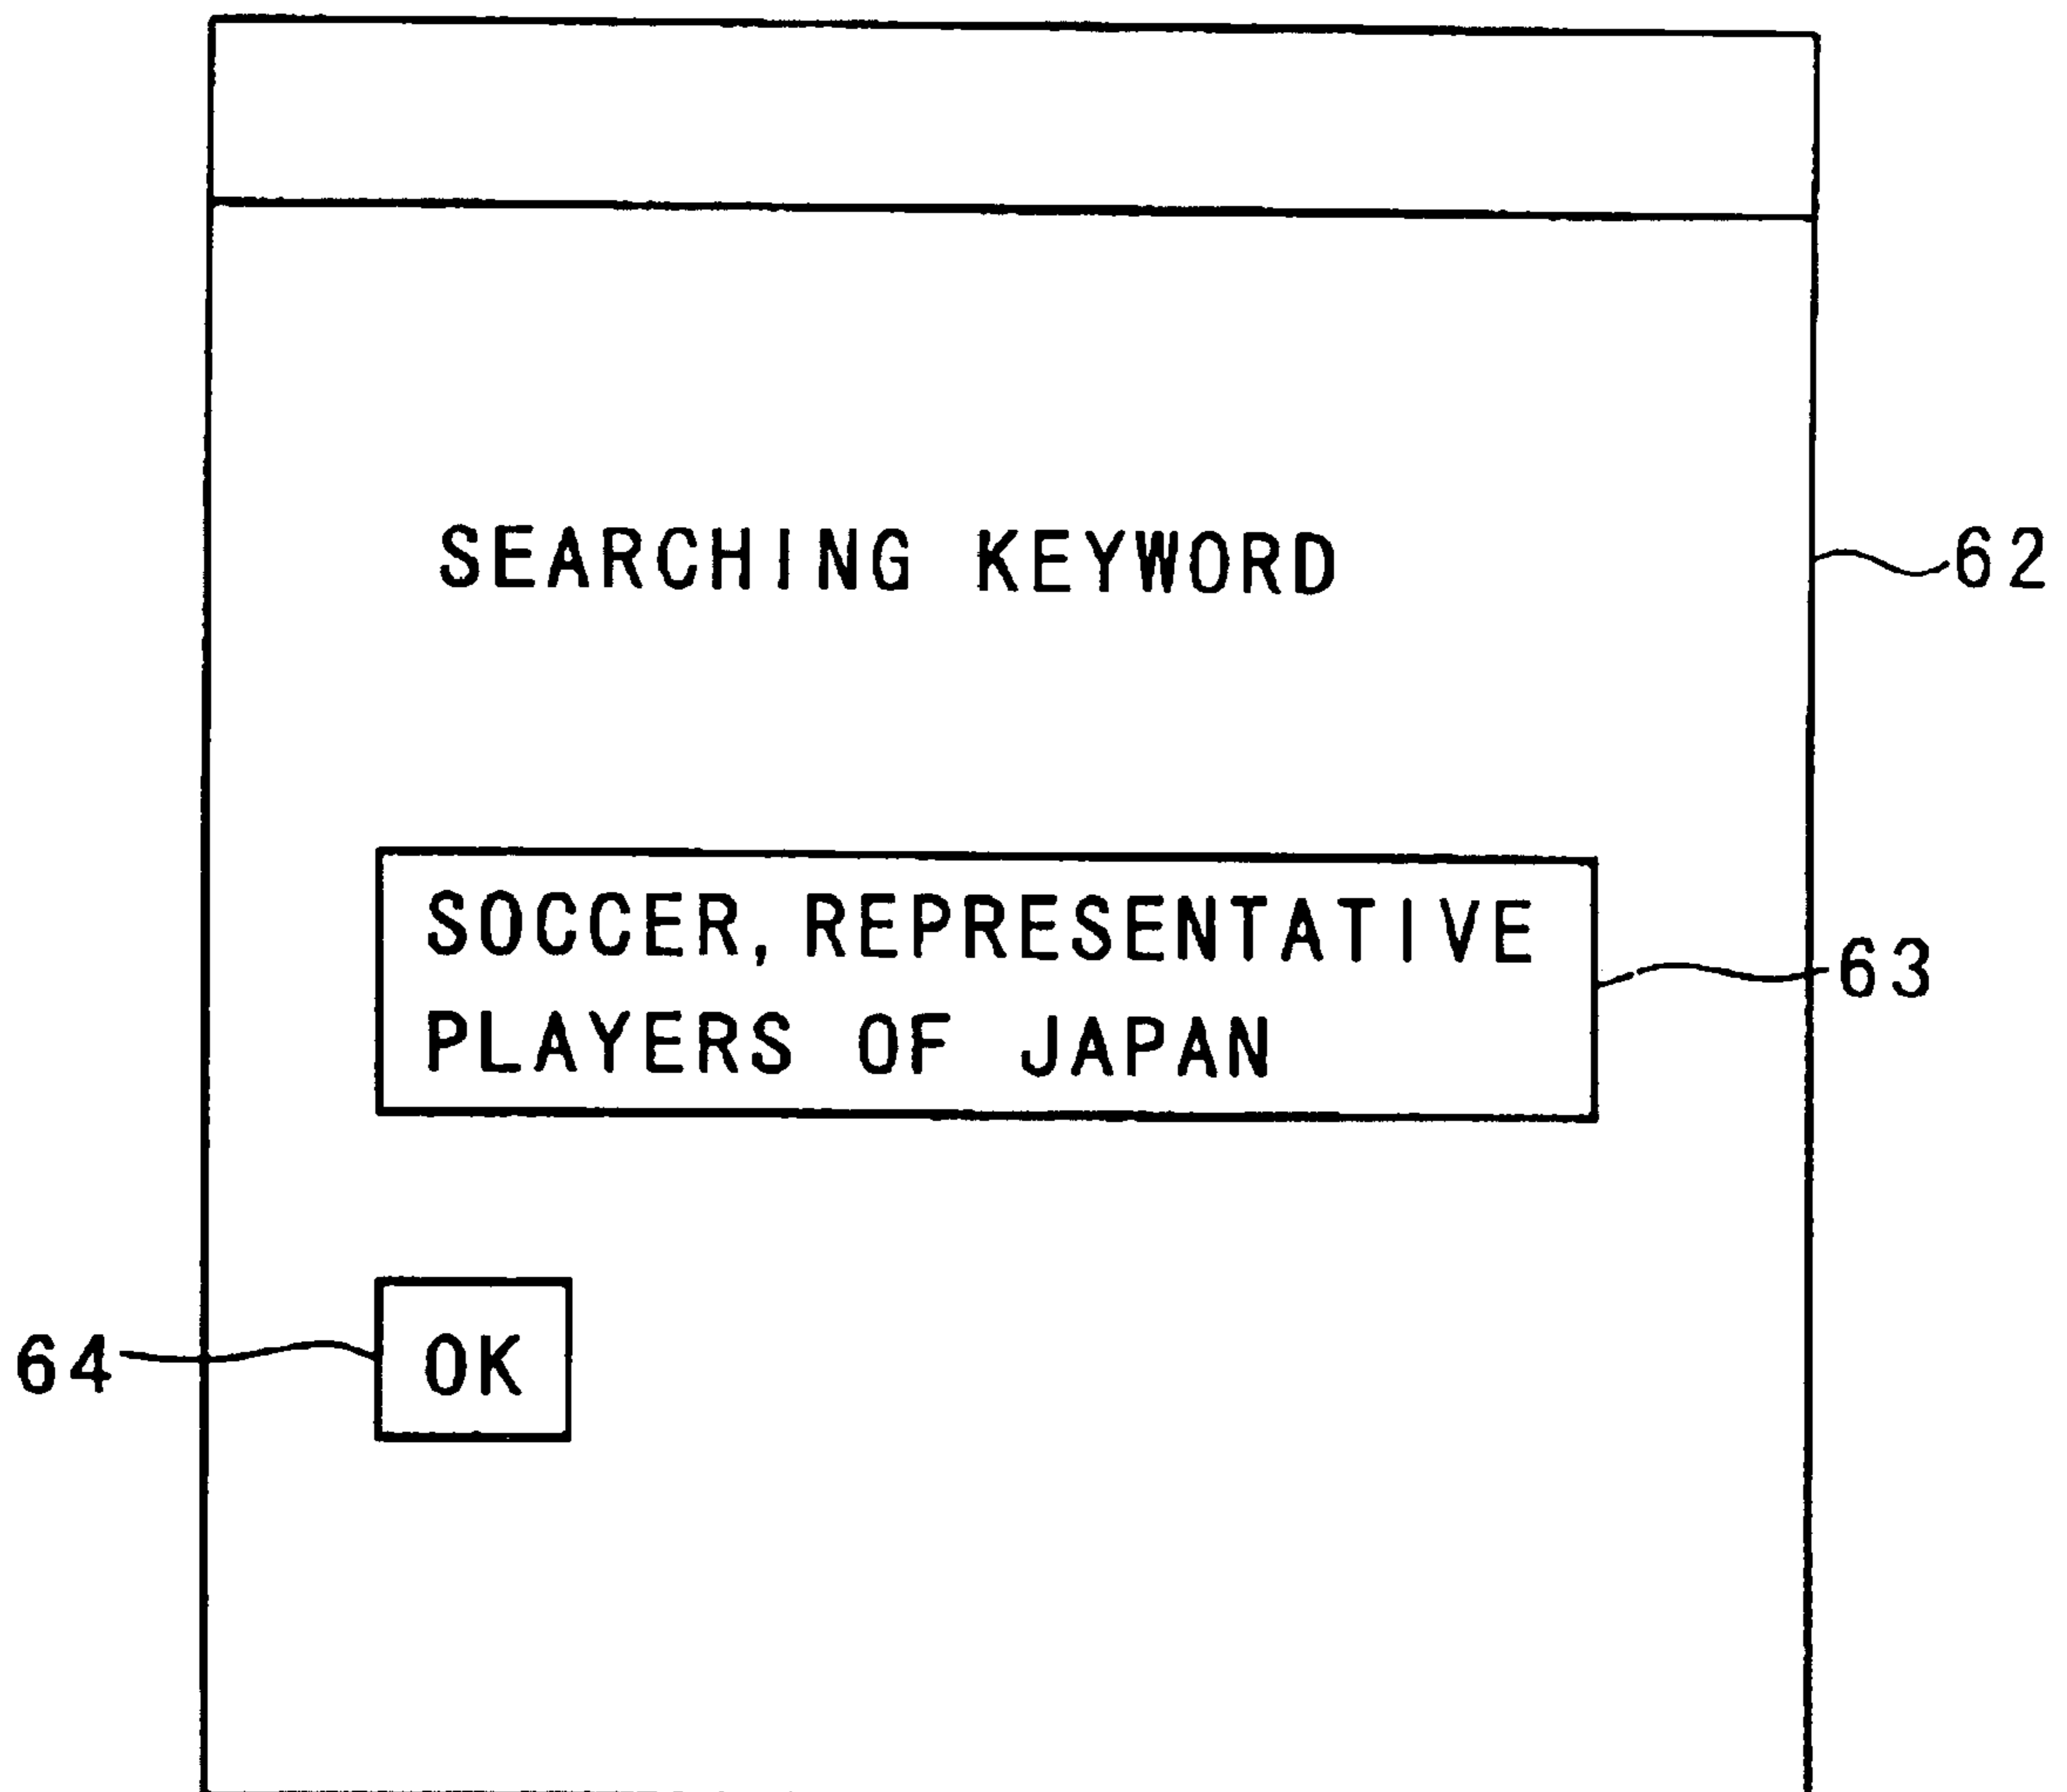 SEARCHING KEYWORD
62
SOCCER, REPRESENTATIVE
PLAYERS OF JAPAN
63
64
OK